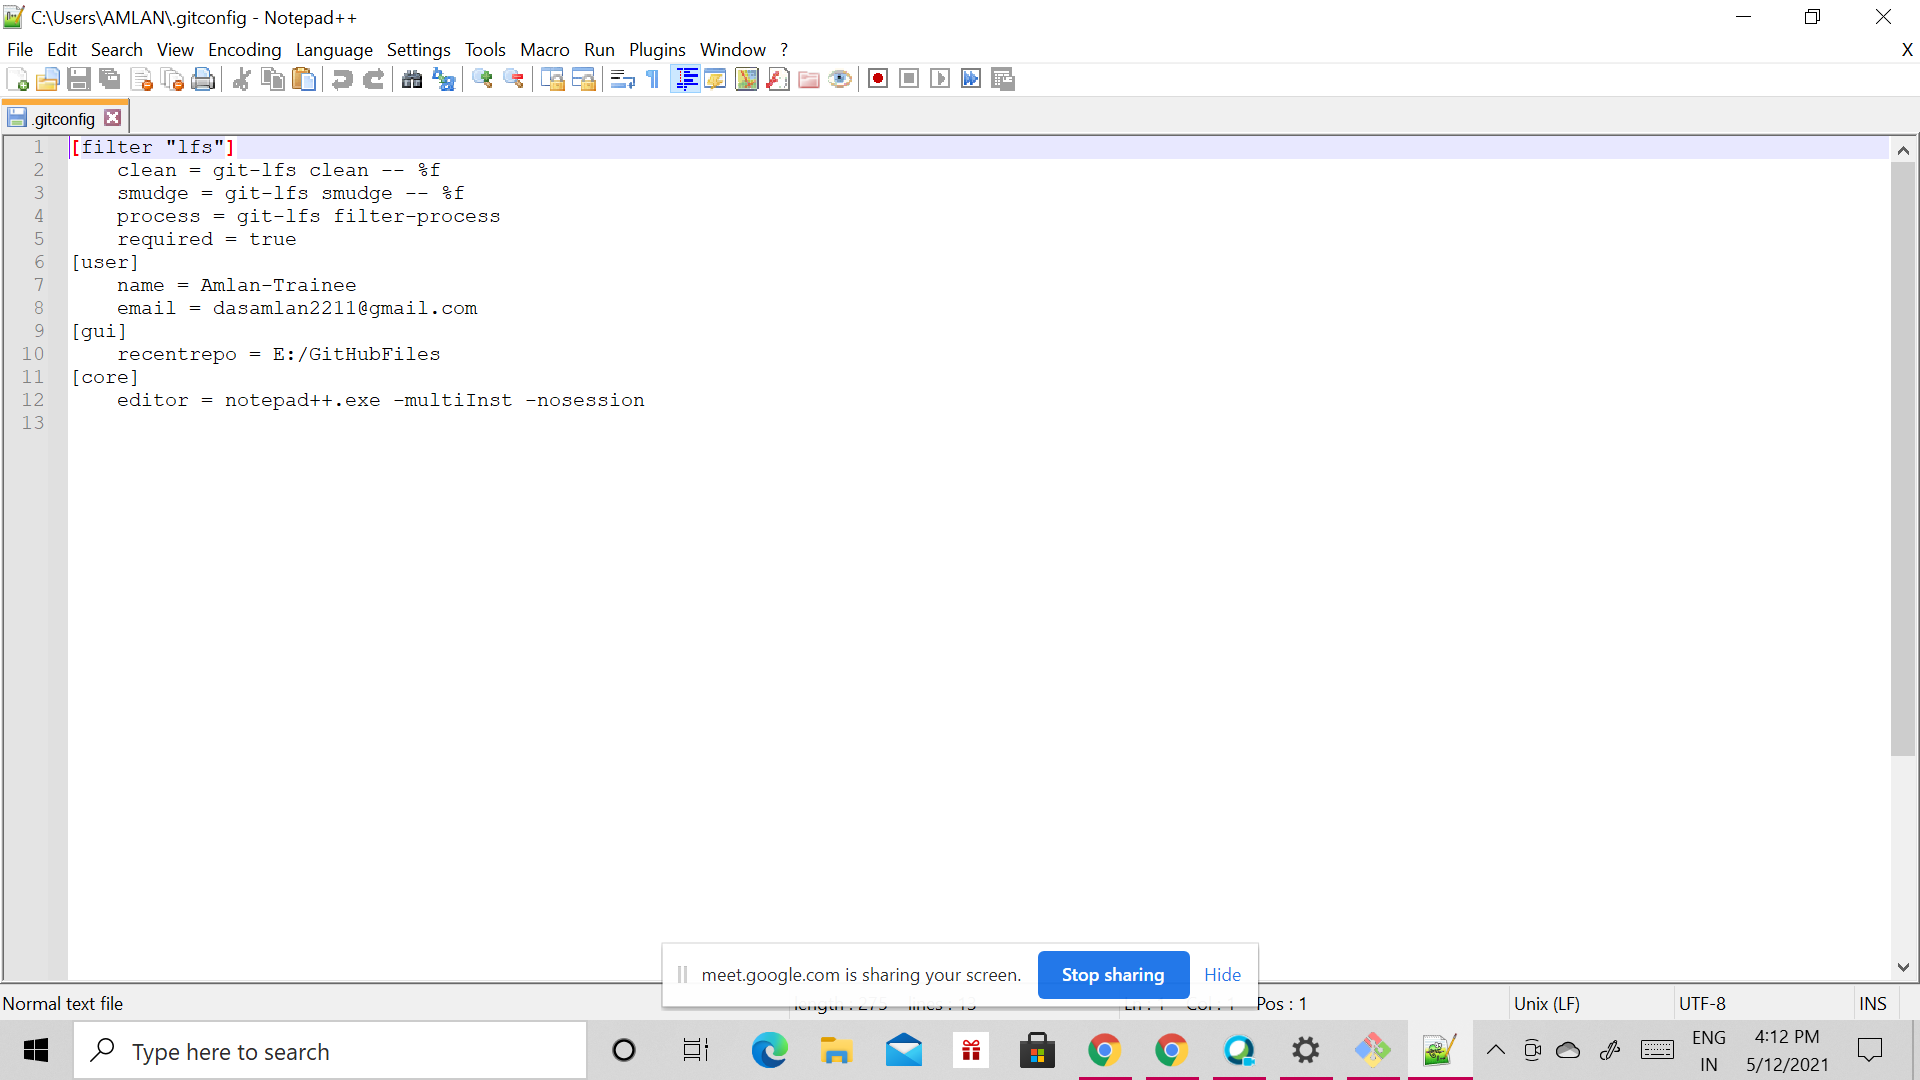 C:\Users\AMLAN\.gitconfig - Notepad++
File Edit Search View Encoding Language Settings Tools Macro Run Plugins Window ?
X
.gitconfig
1 [filter "lfs"]
2 clean = git-lfs clean -- %f
3 smudge = git-lfs smudge -- %f
4 process = git-lfs filter-process
5 required = true
6 [user]
7 name = Amlan-Trainee
8 email = dasamlan2211@gmail.com
9 [gui]
10 recentrepo = E:/GitHubFiles
11 [core]
12 editor = notepad++.exe -multiInst -nosession
13
meet.google.com is sharing your screen. Stop sharing Hide
Normal text file
Pos : 1 Unix (LF) UTF-8 INS
Type here to search
ENG
IN
4:12 PM
5/12/2021